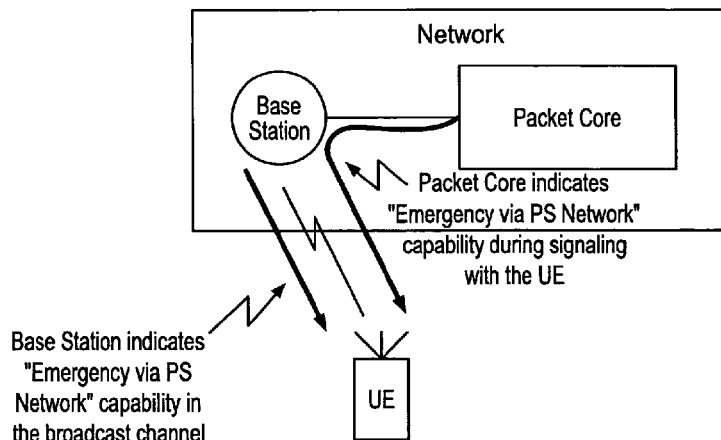 Network
Base
Station
Packet Core
Packet Core indicates
"Emergency via PS Network"
capability during signaling
with the UE
Base Station indicates
"Emergency via PS
Network" capability in
the broadcast channel
UE